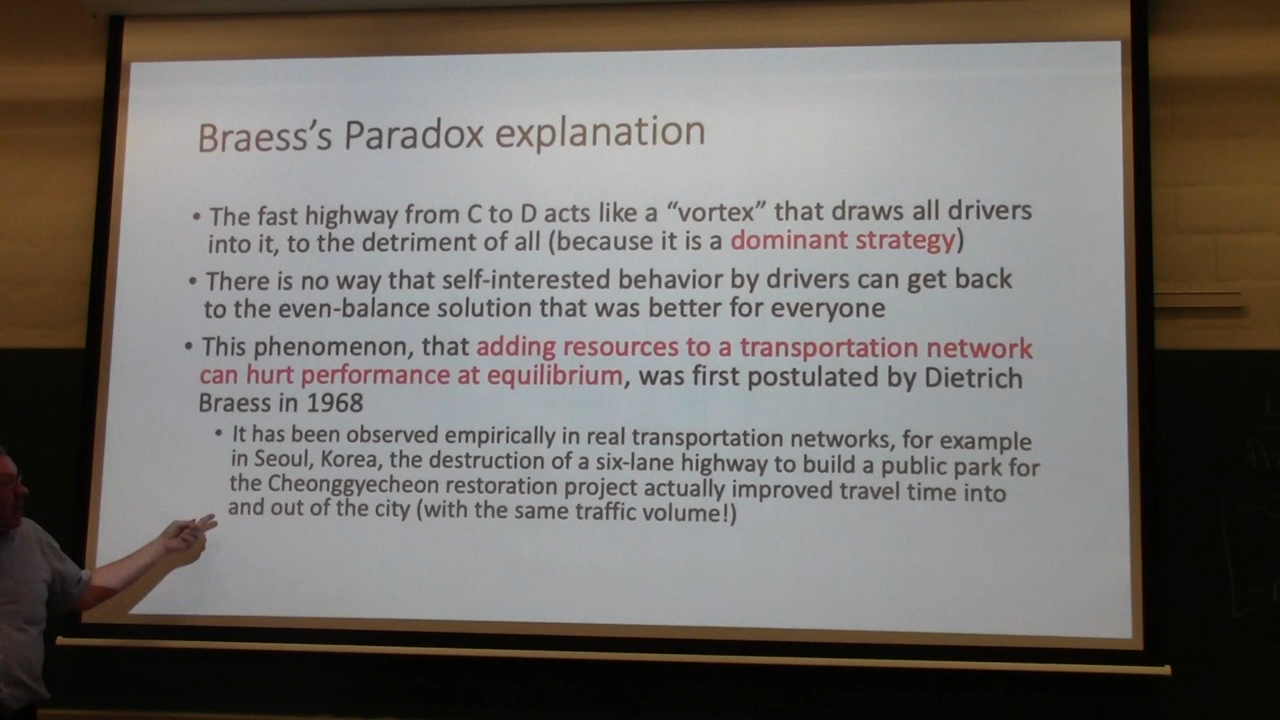 Braess's Paradox explanation
• The fast highway from C to D acts like a “vortex” that draws all drivers
into it, to the detriment of all (because it is a dominant strategy)
• There is no way that self-interested behavior by drivers can get back
to the even-balance solution that was better for everyone
• This phenomenon, that adding resources to a transportation network
can hurt performance at equilibrium, was first postulated by Dietrich
Braess in 1968
• It has been observed empirically in real transportation networks, for example
in Seoul, Korea, the destruction of a six-lane highway to build a public park for
the Cheonggyecheon restoration project actually improved travel time into
and out of the city (with the same traffic volume!)